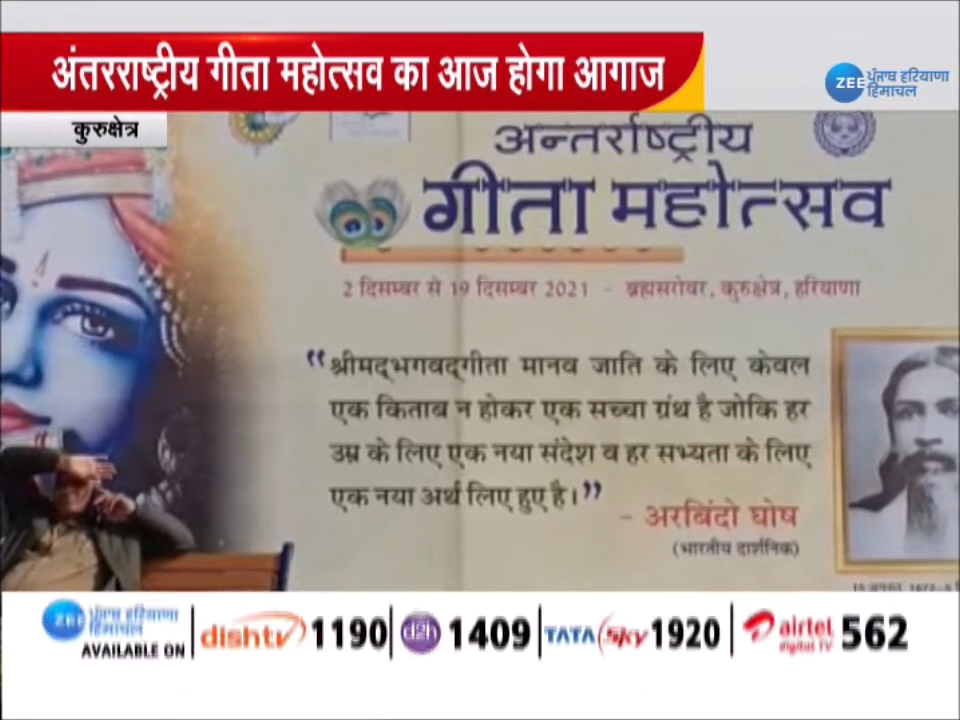 अंतरराष्ट्रीय गीता महोत्सव का आज होगा आगाज
ZEE ਪੰਜਾਬ हरियाणा हिमाचल
कुरुक्षेत्र
अन्तर्राष्ट्रीय
गीता महोत्सव
2 दिसम्बर से 19 दिसम्बर 2021 - ब्रह्मसरोवर, कुरुक्षेत्र, हरियाणा
“श्रीमद्भगवद्गीता मानव जाति के लिए केवल
एक किताब न होकर एक सच्चा ग्रंथ है जोकि हर
उम्र के लिए एक नया संदेश व हर सभ्यता के लिए
एक नया अर्थ लिए हुए है।”
- अरबिंदो घोष
(भारतीय दार्शनिक)
ZEE ਪੰਜਾਬ हरियाणा हिमाचल
AVAILABLE ON
dishtv 1190
d2h 1409
TATA sky 1920
airtel digital TV 562